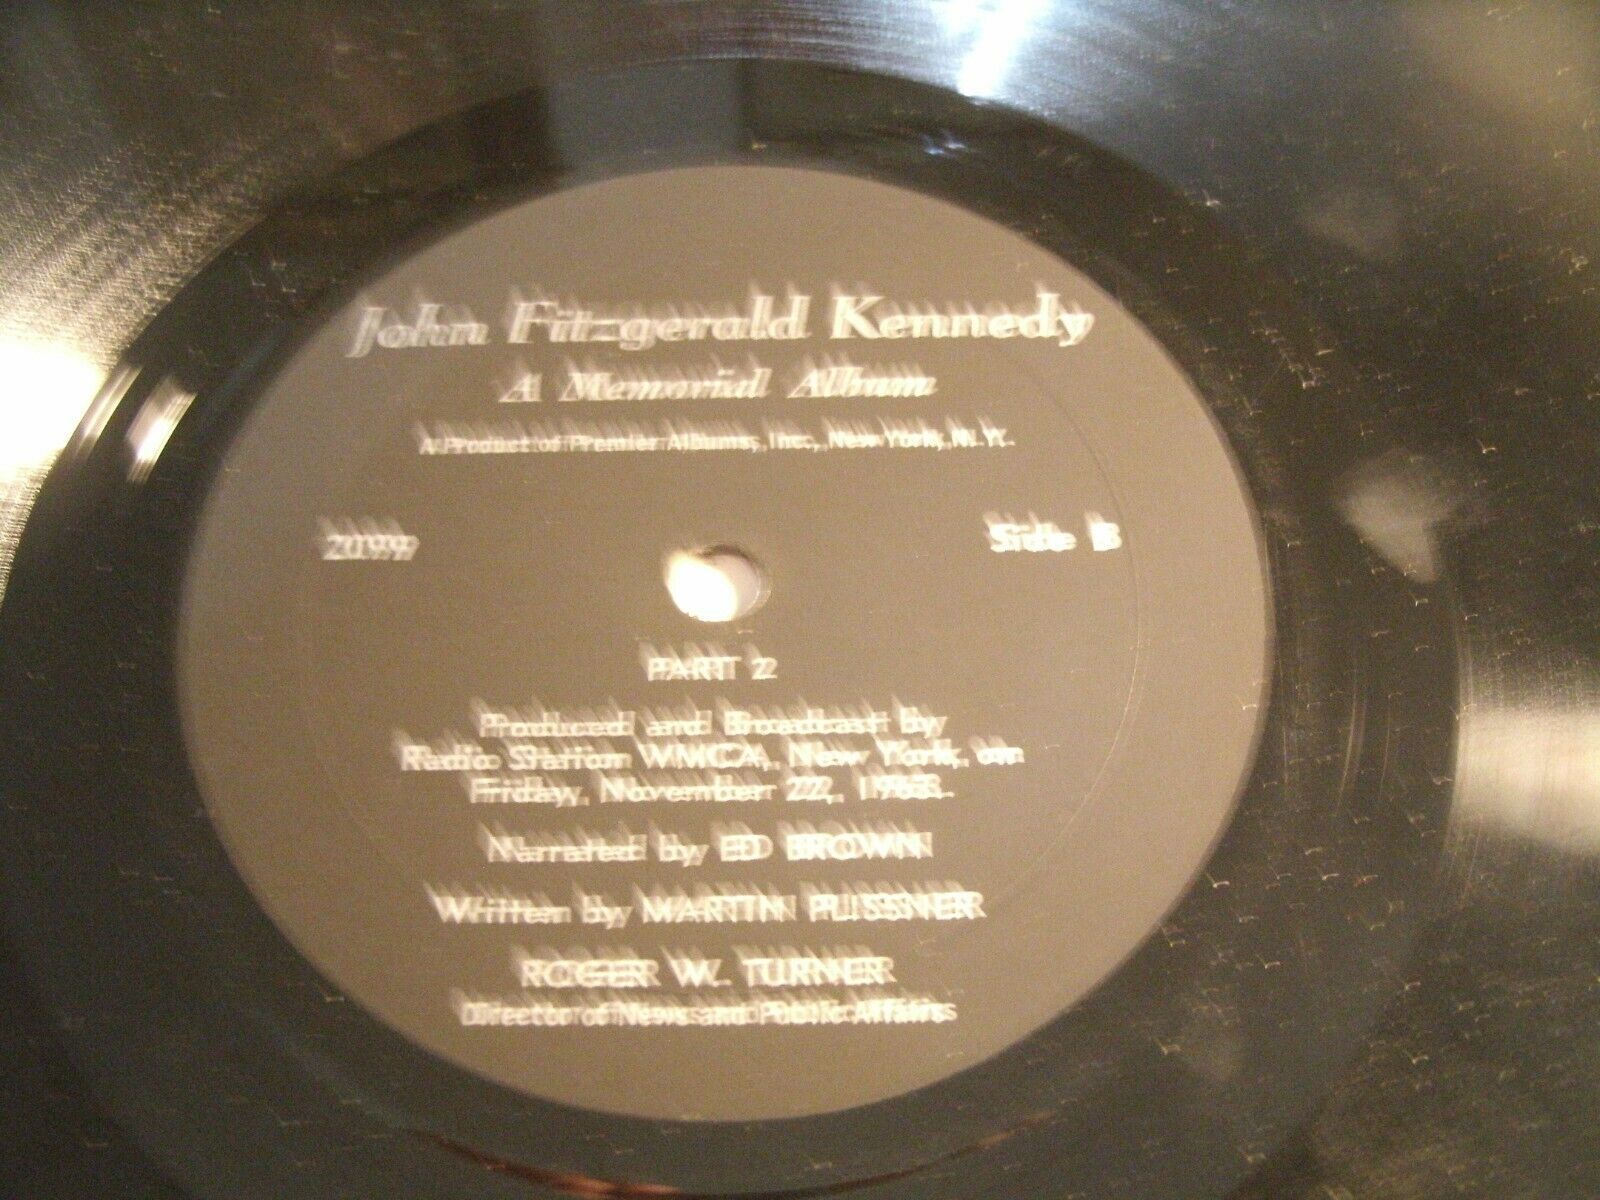 John Fitzgerald Kennedy
A Memorial Album
A Product of Premier Albums, Inc., New York, N. Y.
2099
Side B
PART 2
Produced and Broadcast by
Radio Station WMCA, New York, on
Friday, November 22, 1963.
Narrated by ED BROWN
Written by MARTIN PLISSNER
ROGER W. TURNER
Director of News and Public Affairs